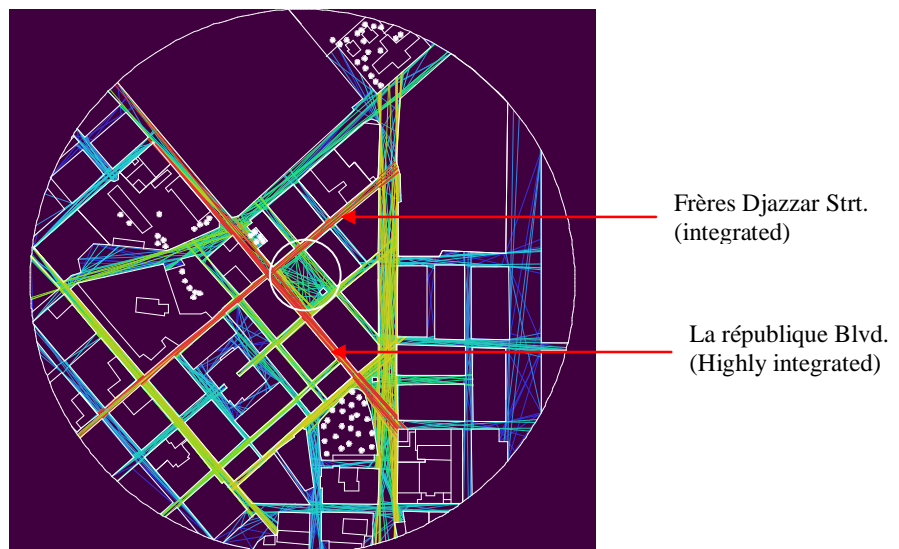 Frères Djazzar Strt.
(integrated)
La république Blvd.
(Highly integrated)